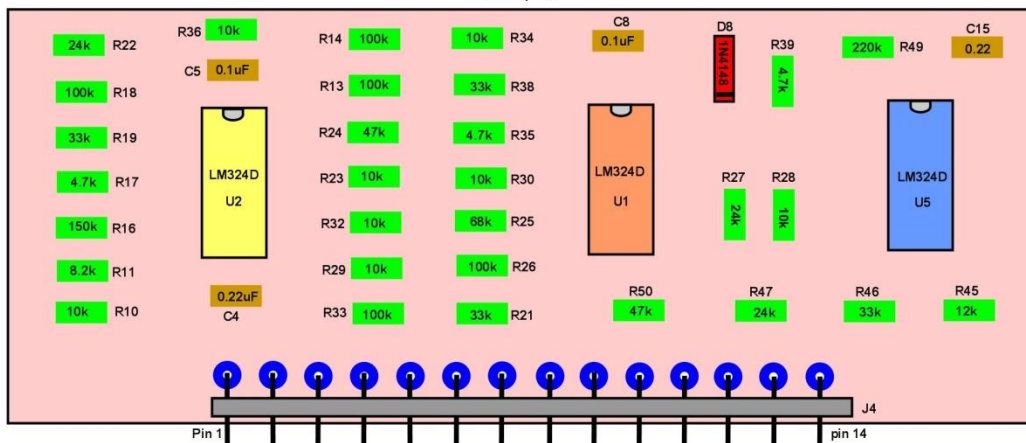 R36 10k
24k R22
C5 0.1uF
100k R18
33k R19
4.7k R17
150k R16
8.2k R11
10k R10
LM324D
U2
0.22uF
C4
R14 100k
R13 100k
R24 47k
R23 10k
R32 10k
R29 10k
R33 100k
10k R34
33k R38
4.7k R35
10k R30
68k R25
100k R26
33k R21
C8
0.1uF
LM324D
U1
D8
1N4148
R39
4.7k
R27
24k
R28
10k
220k R49
C15
0.22
LM324D
U5
R50
47k
R47
24k
R46
33k
R45
12k
J4
Pin 1
pin 14